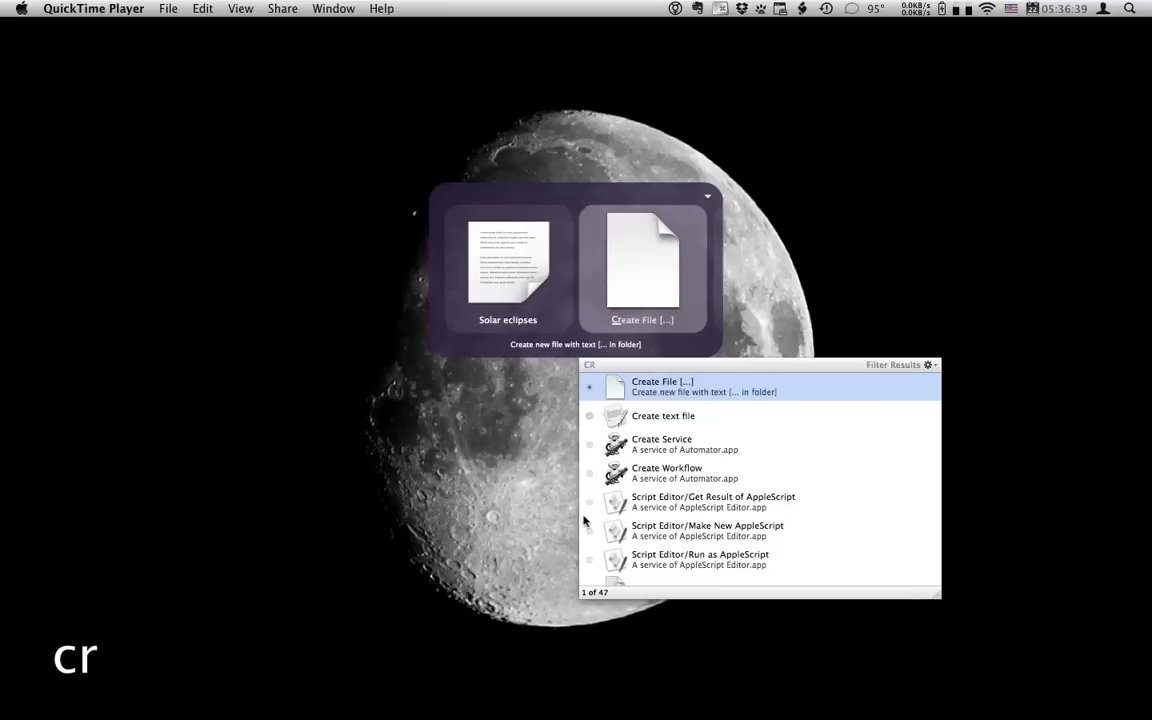 QuickTime Player File Edit View Share Window Help 95° 0.0KB/s 05:36:39
0.0KB/s
Solar eclipses Create File [...]
Create new file with text [... in folder]
CR Filter Results
Create File [...]
Create new file with text [... in folder]
Create text file
Create Service
A service of Automator.app
Create Workflow
A service of Automator.app
Script Editor/Get Result of AppleScript
A service of AppleScript Editor.app
Script Editor/Make New AppleScript
A service of AppleScript Editor.app
Script Editor/Run as AppleScript
A service of AppleScript Editor.app
1 of 47
cr